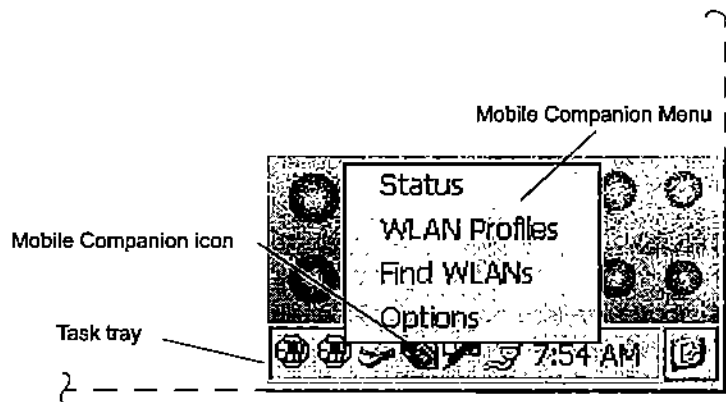 Mobile Companion Menu
Status
WLAN Profiles
Mobile Companion icon
Find WLANs
Options
Task tray
7:54 AM